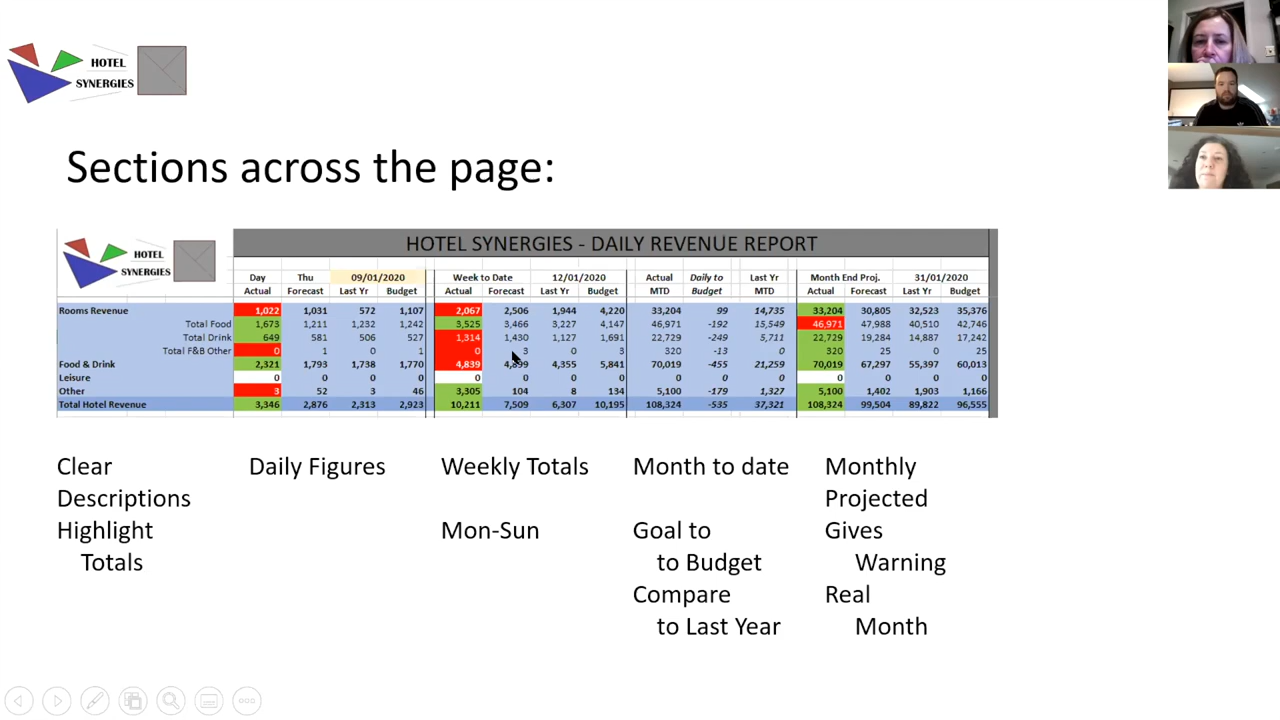 HOTEL
SYNERGIES
Sections across the page:
HOTEL
SYNERGIES
HOTEL SYNERGIES - DAILY REVENUE REPORT
Day Thu 09/01/2020 Week to Date 12/01/2020 Actual Daily to Last Yr Month End Proj. 31/01/2020
Actual Forecast Last Yr Budget Actual Forecast Last Yr Budget MTD Budget MTD Actual Forecast Last Yr Budget
Rooms Revenue 1,022 1,031 572 1,107 2,067 2,506 1,944 4,220 33,204 99 14,735 33,204 30,805 32,523 35,376
Total Food 1,673 1,211 1,232 1,242 3,525 3,466 3,227 4,147 46,971 -192 15,549 46,971 47,988 40,510 42,746
Total Drink 649 581 506 527 1,314 1,430 1,127 1,691 22,729 -249 5,711 22,729 19,284 14,887 17,242
Total F&B Other 0 1 0 1 0 3 0 3 320 -13 0 320 25 0 25
Food & Drink 2,321 1,793 1,738 1,770 4,839 4,899 4,355 5,841 70,019 -455 21,259 70,019 67,297 55,397 60,013
Leisure 0 0 0 0 0 0 0 0 0 0 0 0 0 0 0
Other 3 52 3 46 3,305 104 8 134 5,100 -179 1,327 5,100 1,402 1,903 1,166
Total Hotel Revenue 3,346 2,876 2,313 2,923 10,211 7,509 6,307 10,195 108,324 -535 37,321 108,324 99,504 89,822 96,555
Clear
Descriptions
Highlight
Totals
Daily Figures
Weekly Totals
Mon-Sun
Month to date
Goal to
to Budget
Compare
to Last Year
Monthly
Projected
Gives
Warning
Real
Month